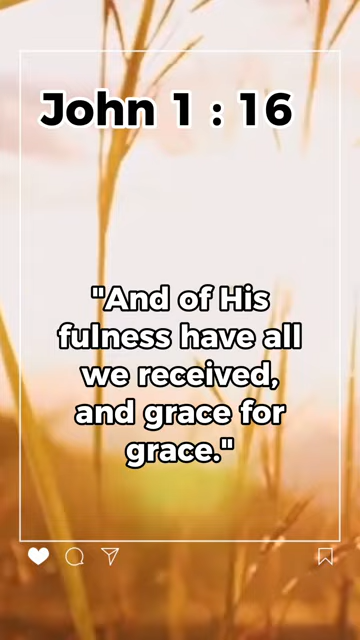 John 1 : 16
"And of His
fulness have all
we received,
and grace for
grace."